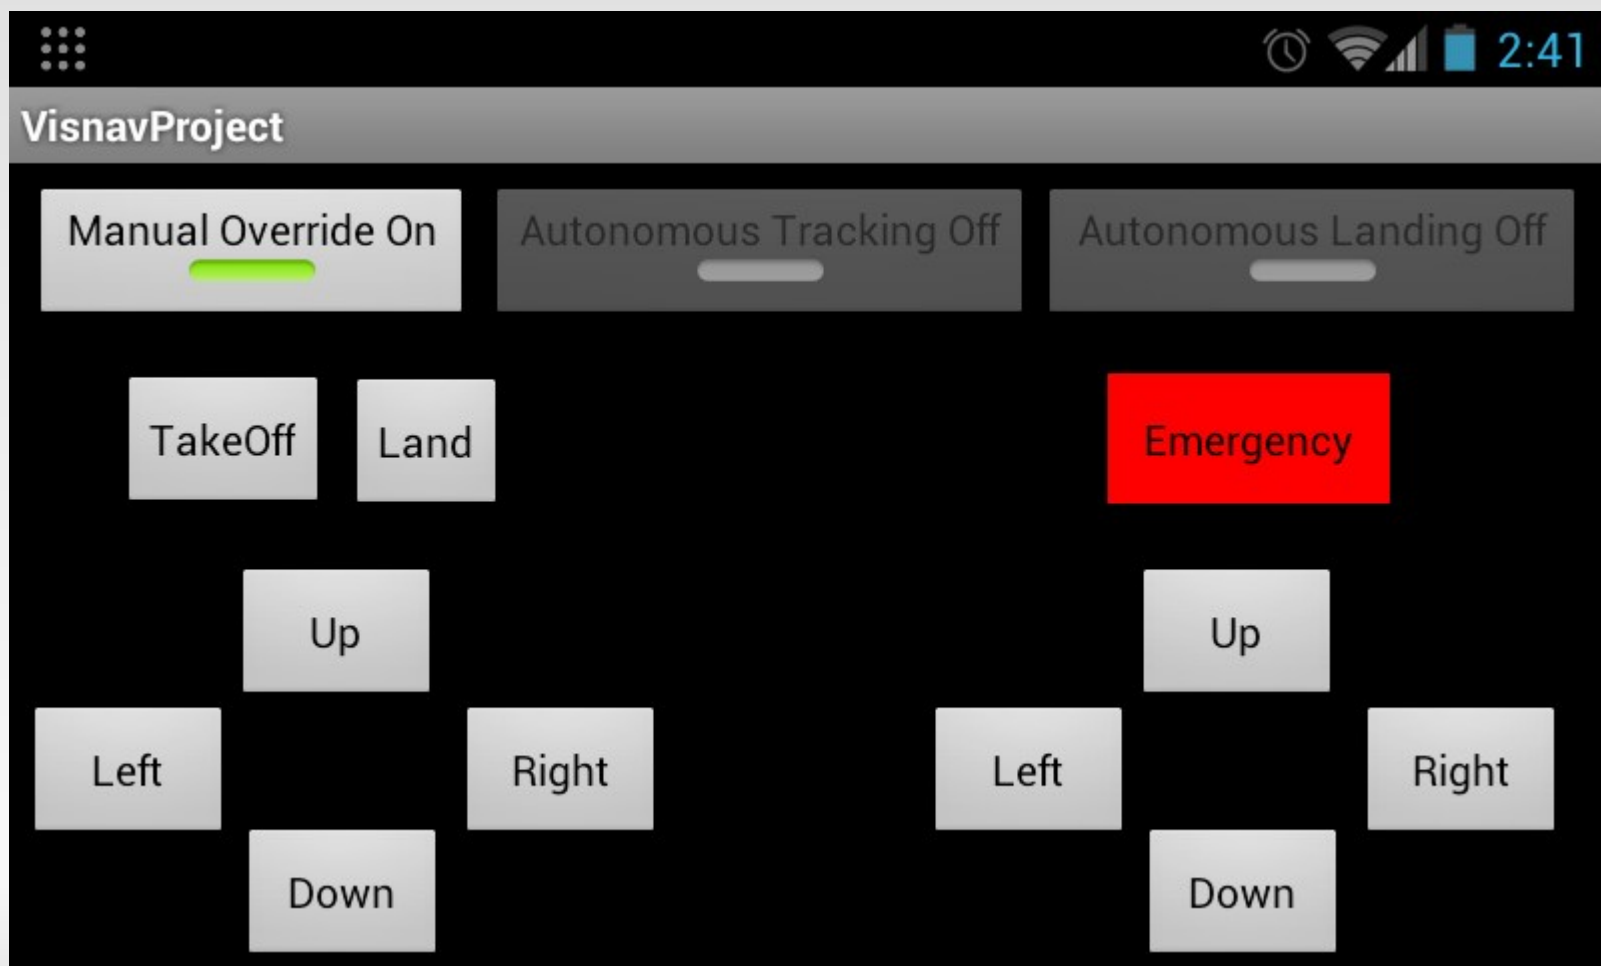 2:41
VisnavProject
Manual Override On
Autonomous Tracking Off
Autonomous Landing Off
TakeOff
Land
Emergency
Up
Up
Left
Right
Left
Right
Down
Down